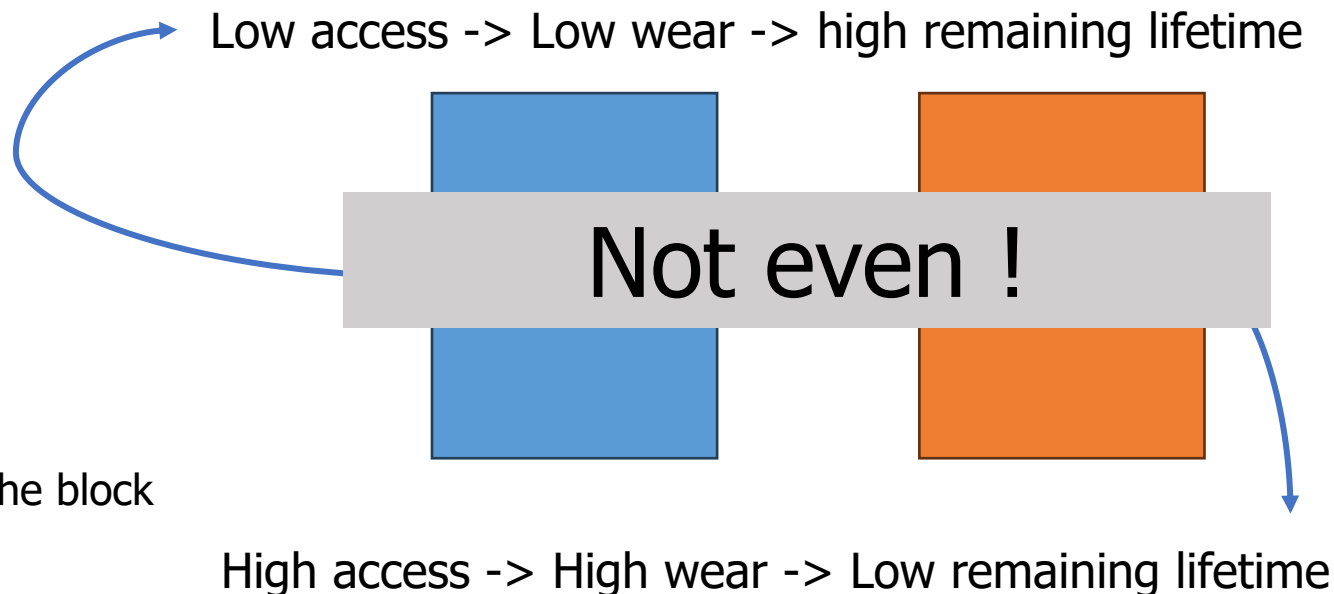 Low access -> Low wear -> high remaining lifetime
Not even !
he block
High access -> High wear -> Low remaining lifetime